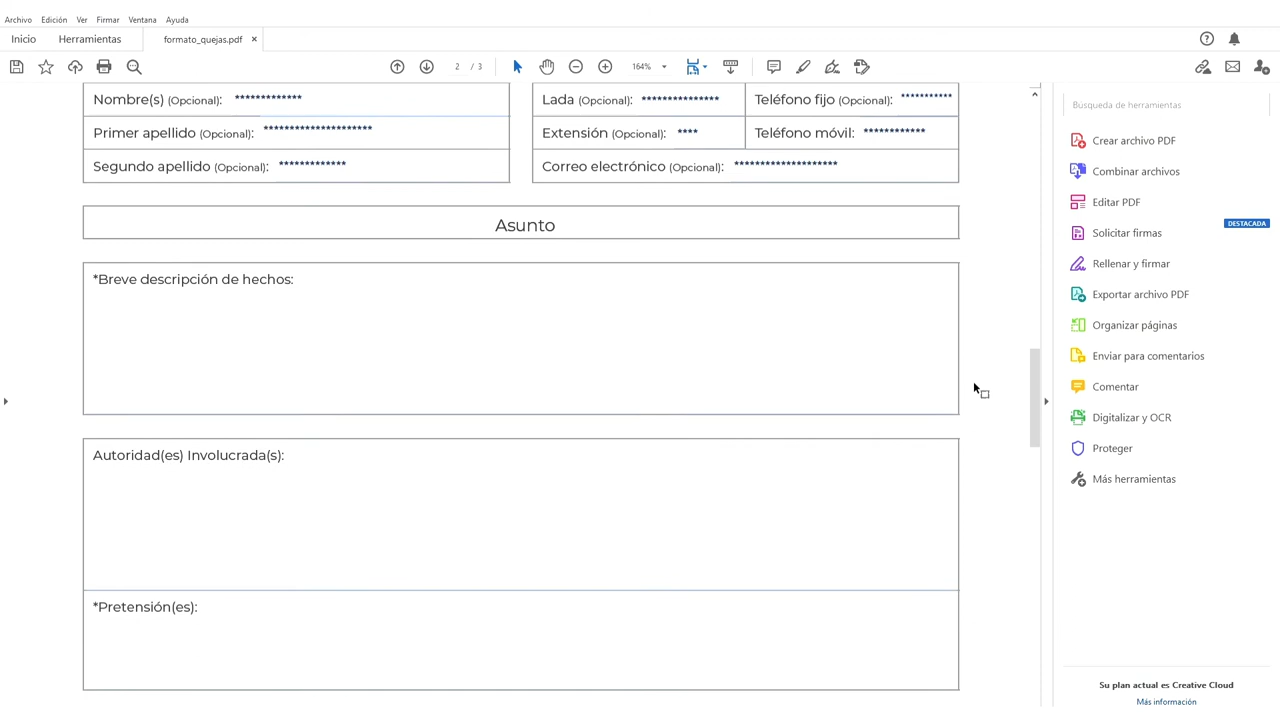 Archivo Edición Ver Firmar Ventana Ayuda
Inicio Herramientas formato_quejas.pdf ×
2 / 3 164%
Nombre(s) (Opcional): *************
Lada (Opcional): ***************
Teléfono fijo (Opcional): **********
Primer apellido (Opcional): *********************
Extensión (Opcional): ****
Teléfono móvil: ************
Segundo apellido (Opcional): *************
Correo electrónico (Opcional): ********************
Asunto
*Breve descripción de hechos:
Autoridad(es) Involucrada(s):
*Pretensión(es):
Búsqueda de herramientas
Crear archivo PDF
Combinar archivos
Editar PDF
DESTACADA
Solicitar firmas
Rellenar y firmar
Exportar archivo PDF
Organizar páginas
Enviar para comentarios
Comentar
Digitalizar y OCR
Proteger
Más herramientas
Su plan actual es Creative Cloud
Más información